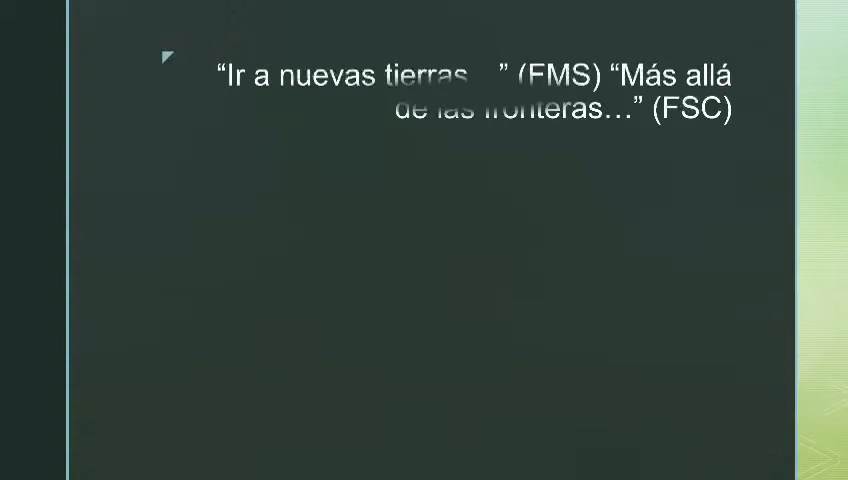 “Ir a nuevas tierras…” (FMS) “Más allá
de las fronteras…” (FSC)